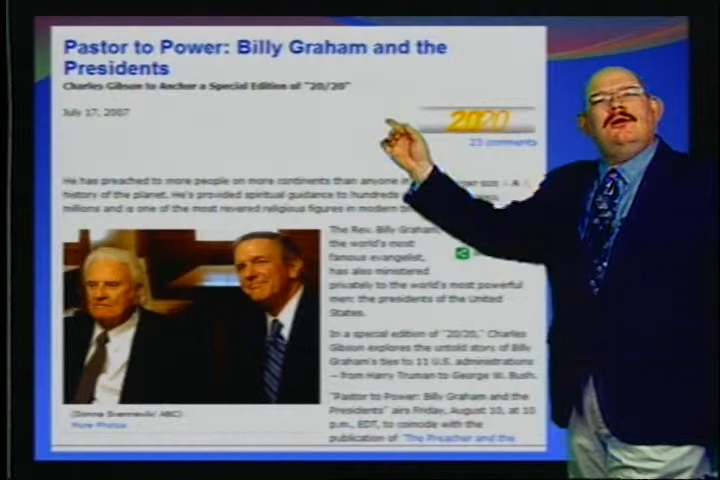 Pastor to Power: Billy Graham and the
Presidents
Charles Gibson to Anchor a Special Edition of "20/20"
July 17, 2007
2020
23 comments
He has preached to more people on more continents than anyone in
history of the planet. He's provided spiritual guidance to hundreds
millions and is one of the most revered religious figures in modern
The Rev. Billy Graham,
the world's most
famous evangelist,
has also ministered
privately to the world's most powerful
men: the presidents of the United
States.
In a special edition of "20/20," Charles
Gibson explores the untold story of Billy
Graham's ties to 11 U.S. administrations
— from Harry Truman to George W. Bush.
"Pastor to Power: Billy Graham and the
Presidents" airs Friday, August 10, at 10
p.m., EDT, to coincide with the
publication of "The Preacher and the
ABC)
More Photos